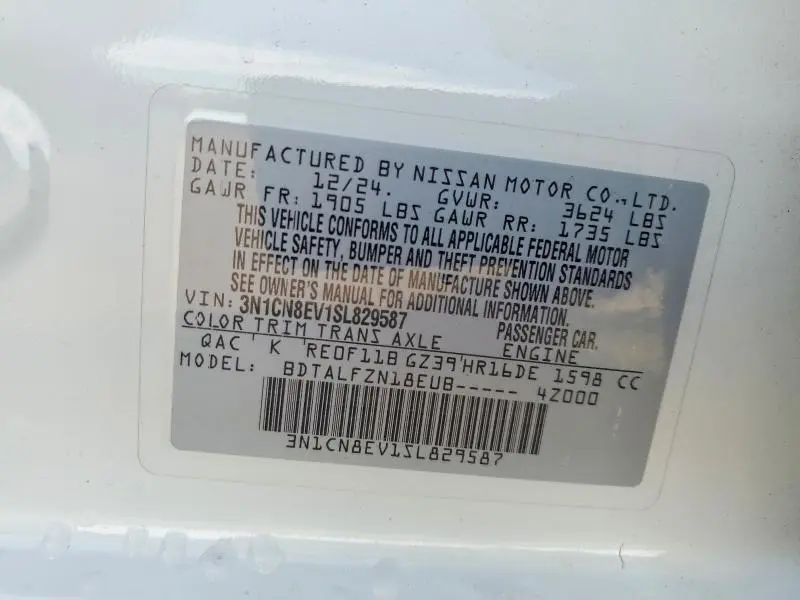 MANUFACTURED BY NISSAN MOTOR CO.,LTD.
DATE: 12/24. GVWR: 3624 LBS
GAWR FR: 1905 LBS GAWR RR: 1735 LBS
THIS VEHICLE CONFORMS TO ALL APPLICABLE FEDERAL MOTOR
VEHICLE SAFETY, BUMPER AND THEFT PREVENTION STANDARDS
IN EFFECT ON THE DATE OF MANUFACTURE SHOWN ABOVE.
SEE OWNER'S MANUAL FOR ADDITIONAL INFORMATION.
VIN: 3N1CN8EV1SL829587 PASSENGER CAR.
COLOR TRIM TRANS AXLE ENGINE
QAC ' K 'RE0F11B GZ39'HR16DE 1598 CC
MODEL: BDTALFZN18EUB----- 4Z000
3N1CN8EV1SL829587